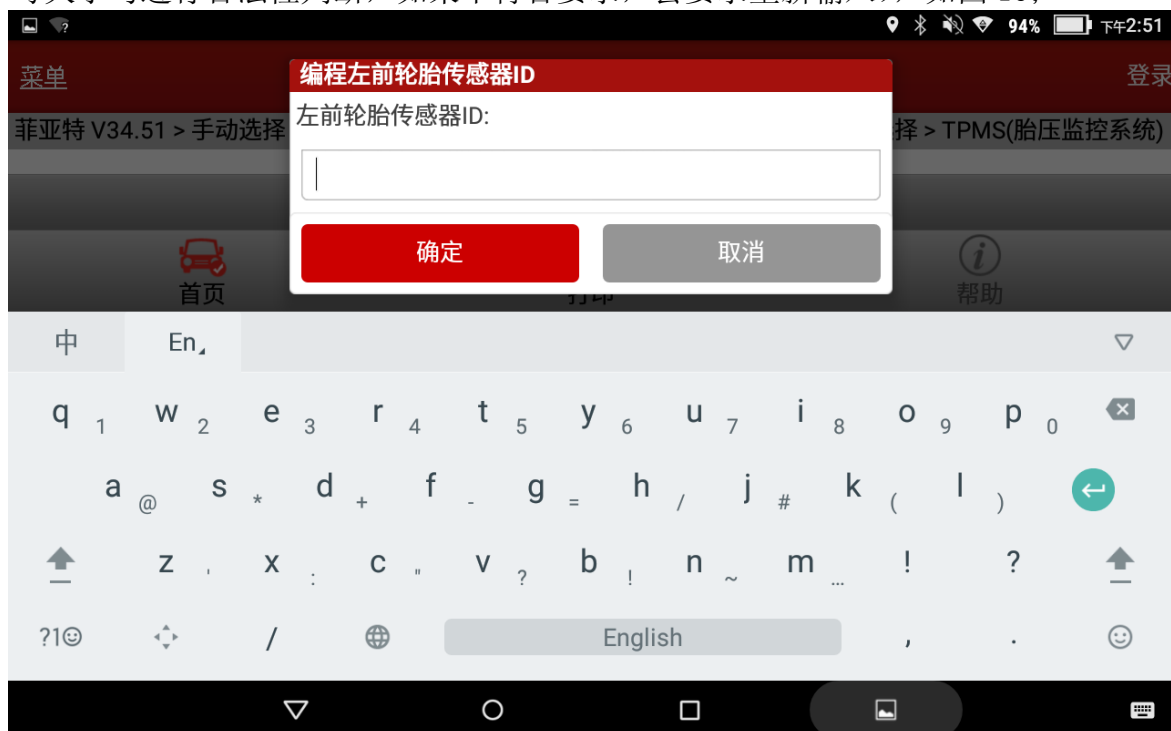 下午2:51 94%
菜单
登录
编程左前轮胎传感器ID
左前轮胎传感器ID:
菲亚特 V34.51 > 手动选择
择 > TPMS(胎压监控系统)
确定
取消
首页
打印
帮助
中 En
q 1 w 2 e 3 r 4 t 5 y 6 u 7 i 8 o 9 p 0
a @ s * d + f - g = h / j # k ( l )
z ' x : c " v ? b ! n ~ m … ! ?
?1☺ / English , .